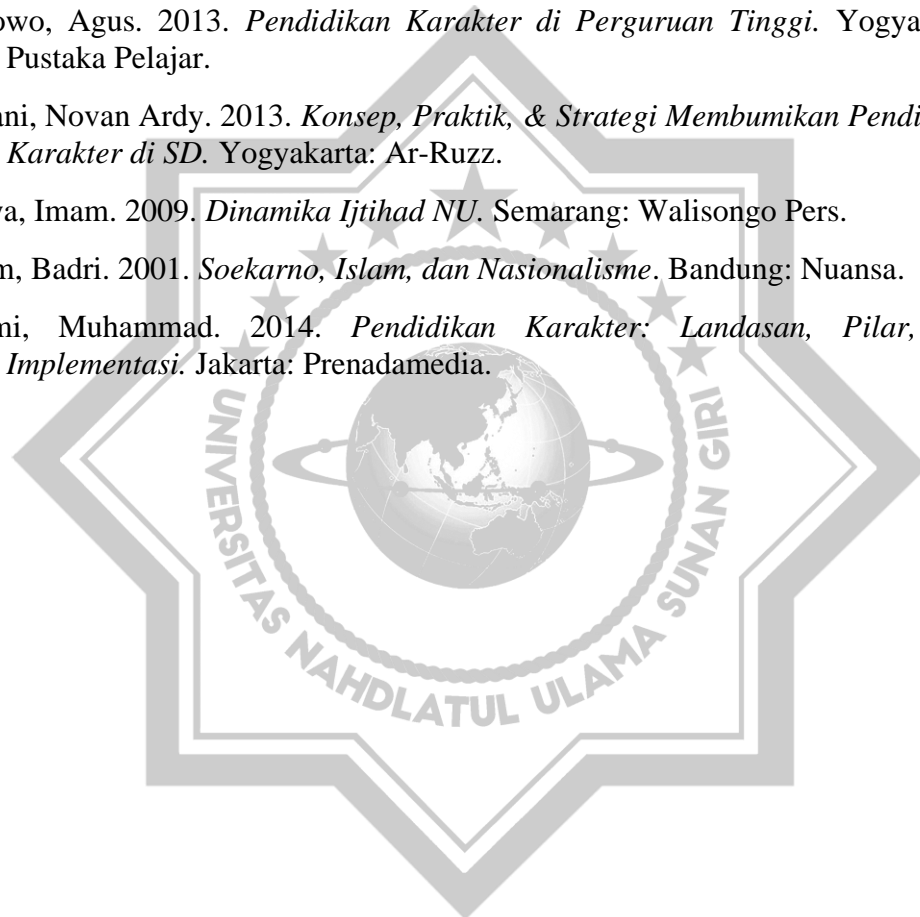 owo, Agus. 2013. Pendidikan Karakter di Perguruan Tinggi. Yogya
Pustaka Pelajar.
ani, Novan Ardy. 2013. Konsep, Praktik, & Strategi Membumikan Pendi
Karakter di SD. Yogyakarta: Ar-Ruzz.
a, Imam. 2009. Dinamika Ijtihad NU. Semarang: Walisongo Pers.
m, Badri. 2001. Soekarno, Islam, dan Nasionalisme. Bandung: Nuansa.
mi, Muhammad. 2014. Pendidikan Karakter: Landasan, Pilar,
Implementasi. Jakarta: Prenadamedia.
UNIVERSITAS NAHDLATUL ULAMA SUNAN GIRI